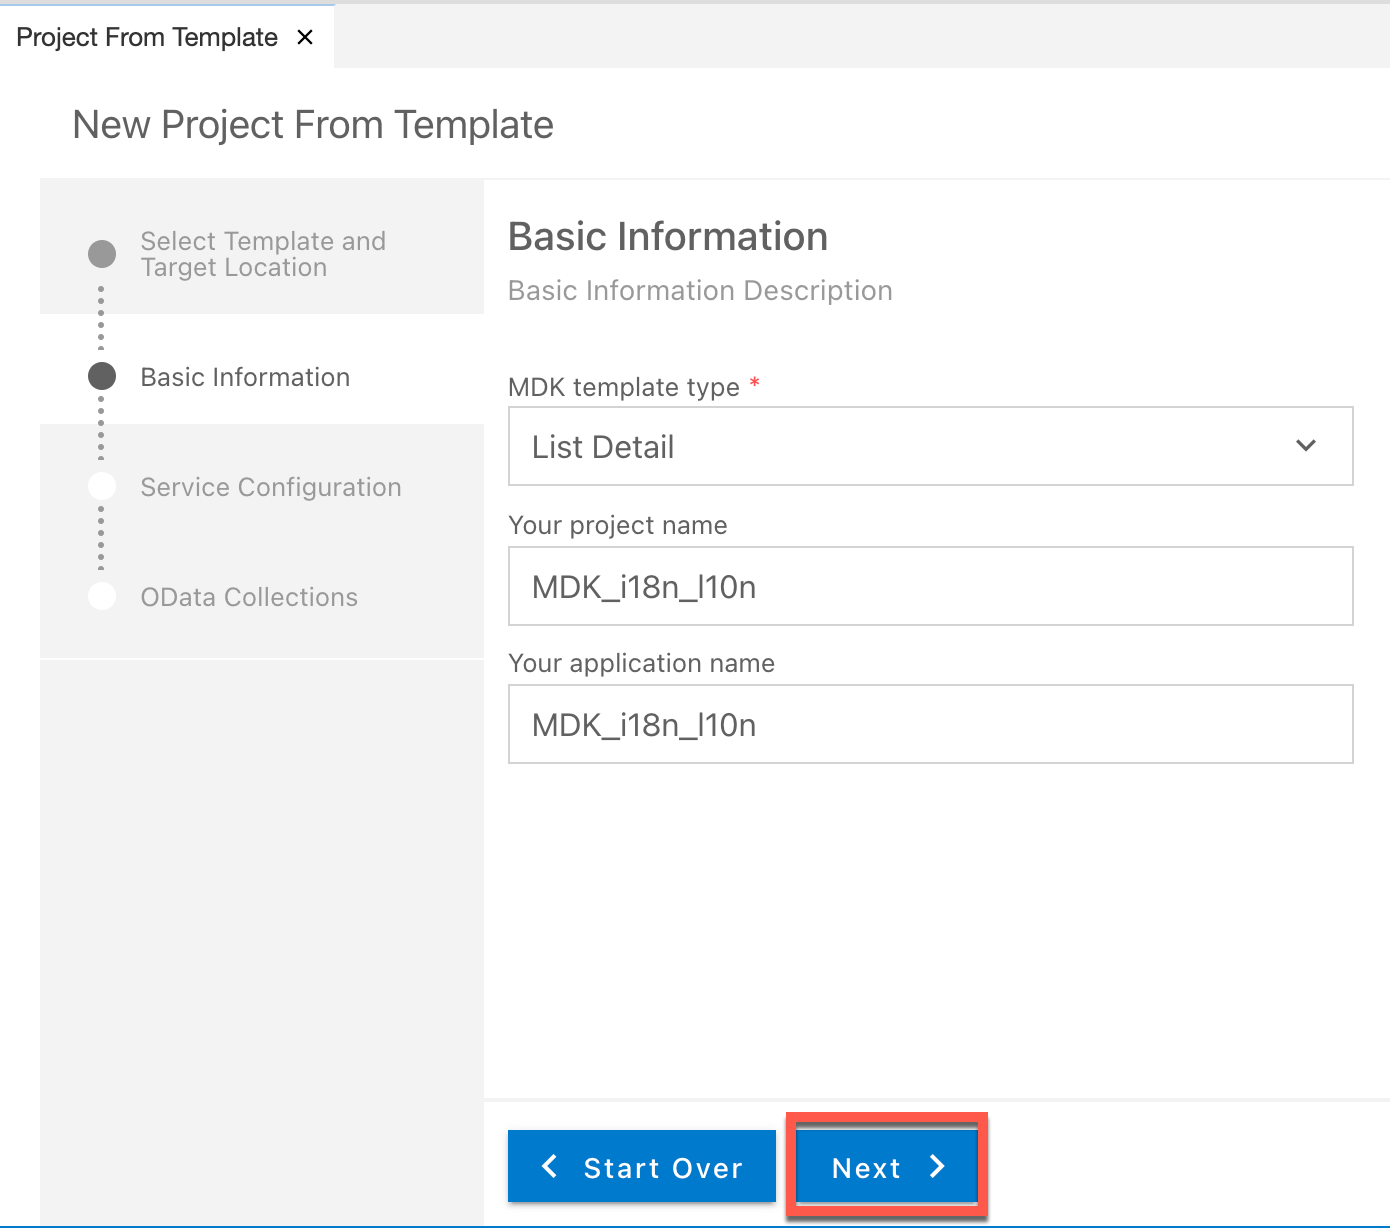 Project From Template
New Project From Template
Select Template and
Target Location
Basic Information
Service Configuration
OData Collections
Basic Information
Basic Information Description
MDK template type *
List Detail
Your project name
MDK_i18n_l10n
Your application name
MDK_i18n_l10n
Start Over
Next